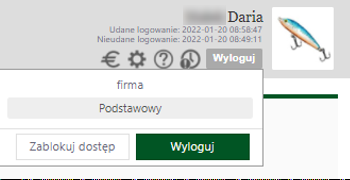 Daria
Udane logowanie: 2022-01-20 08:58:47
Nieudane logowanie: 2022-01-20 08:49:11
€ ? Wyloguj
firma
Podstawowy
Zablokuj dostęp Wyloguj